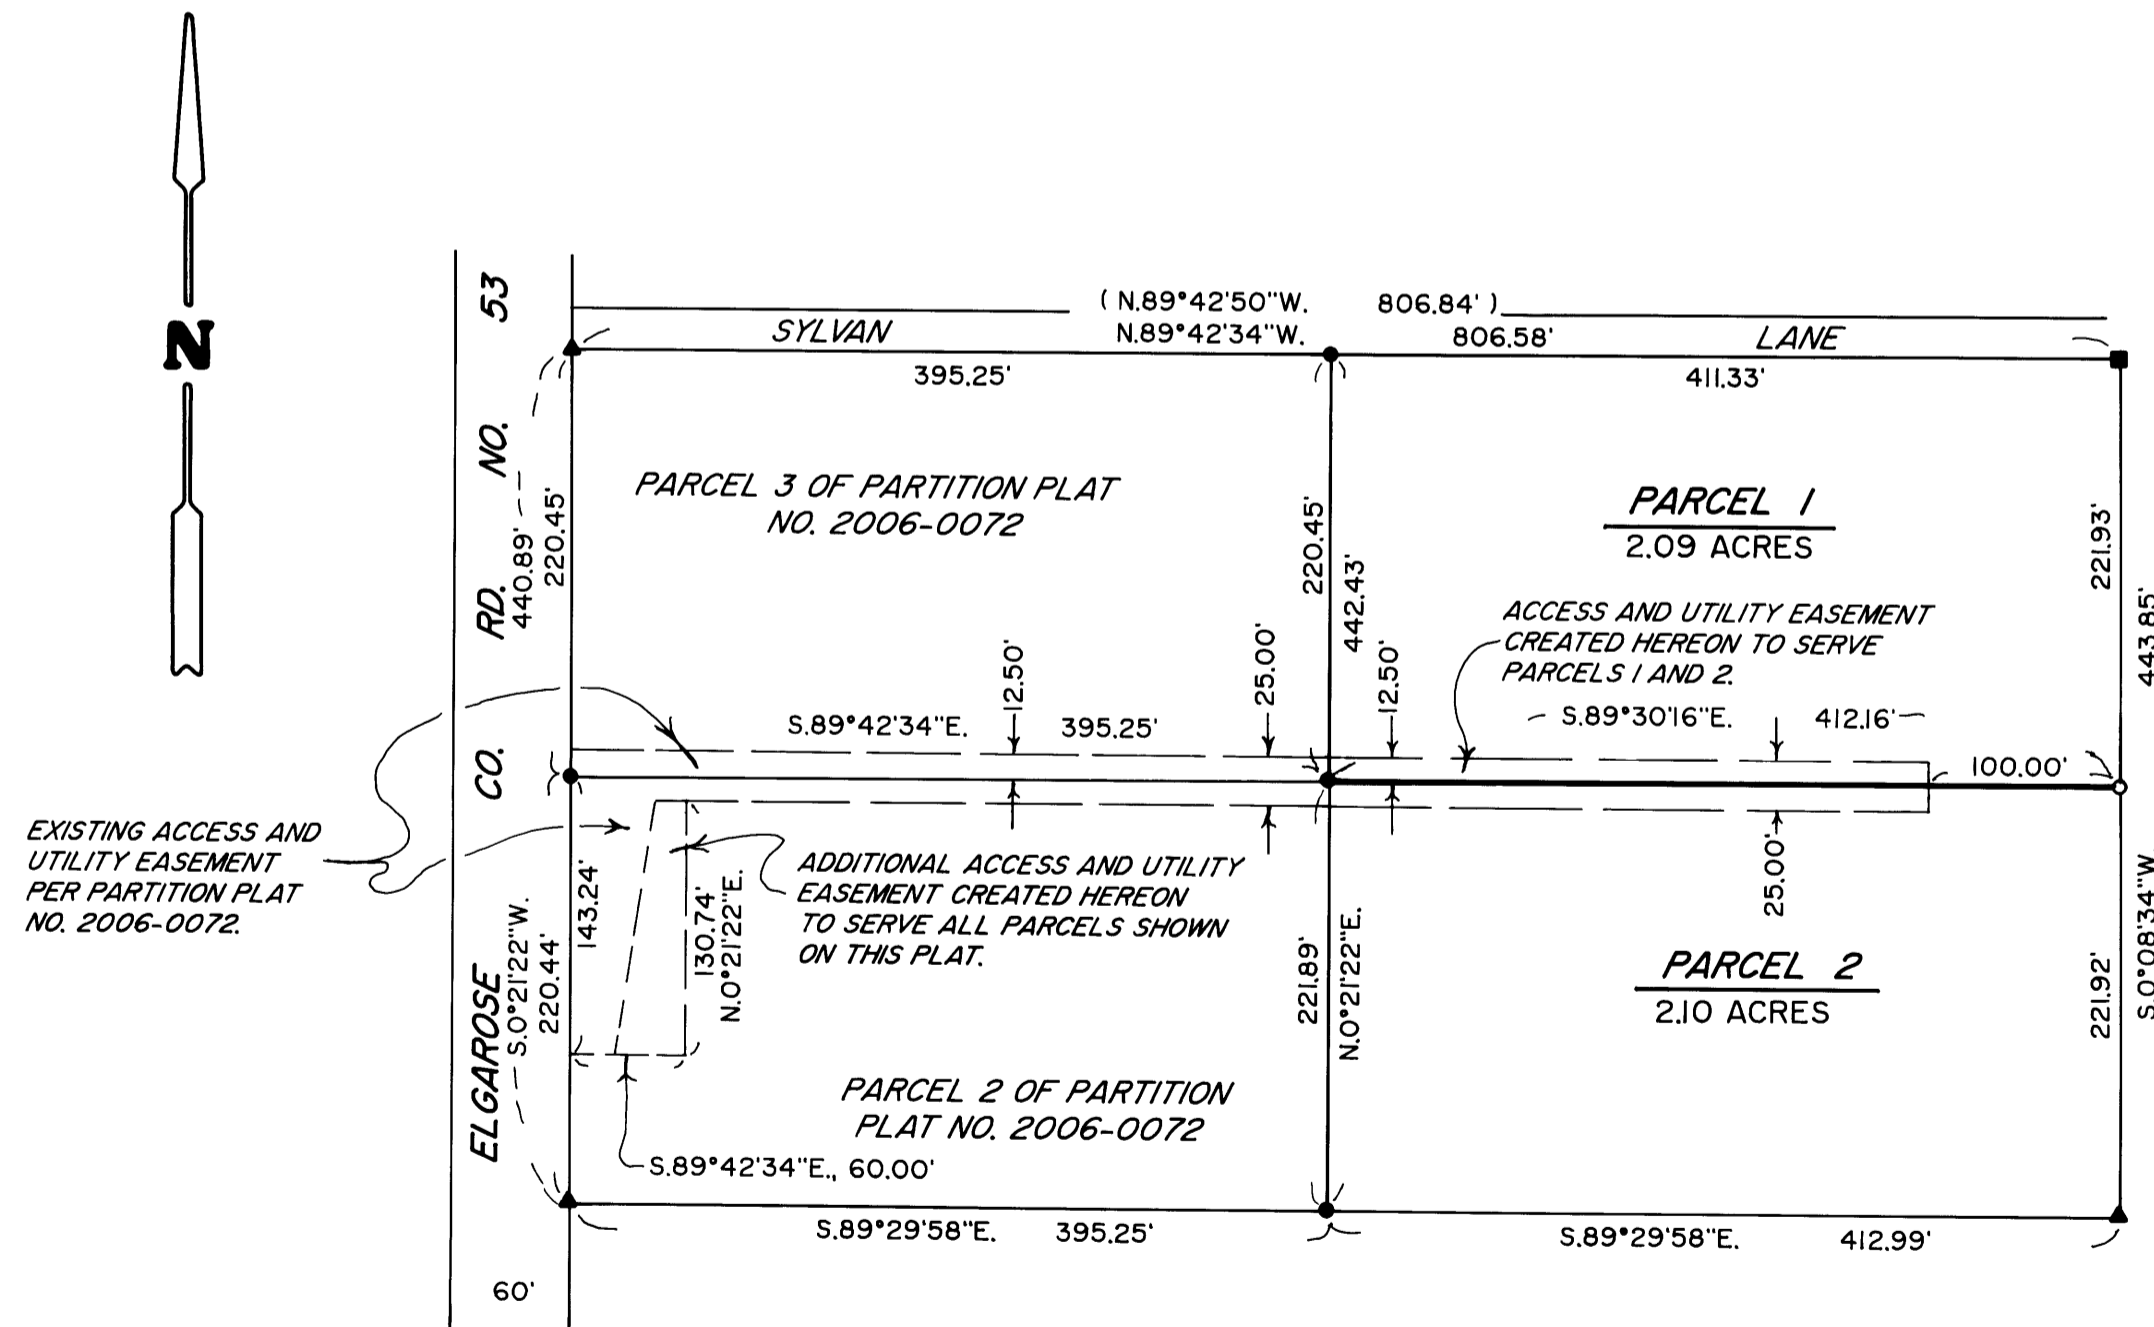 N
ELGAROSE CO. RD. NO. 53
( N.89°42'50"W. 806.84' )
SYLVAN N.89°42'34"W. 806.58' LANE
395.25' 411.33'
PARCEL 3 OF PARTITION PLAT
NO. 2006-0072
PARCEL 1
2.09 ACRES
440.89'
220.45'
220.45'
442.43'
221.93'
443.85'
ACCESS AND UTILITY EASEMENT
CREATED HEREON TO SERVE
PARCELS 1 AND 2.
12.50'
25.00'
12.50'
S.89°42'34"E. 395.25'
S.89°30'16"E. 412.16'
100.00'
EXISTING ACCESS AND
UTILITY EASEMENT
PER PARTITION PLAT
NO. 2006-0072.
S.0°21'22"W.
220.44'
143.24'
130.74'
N.0°21'22"E.
ADDITIONAL ACCESS AND UTILITY
EASEMENT CREATED HEREON
TO SERVE ALL PARCELS SHOWN
ON THIS PLAT.
221.89'
N.0°21'22"E.
25.00'
PARCEL 2
2.10 ACRES
221.92'
S.0°08'34"W.
PARCEL 2 OF PARTITION
PLAT NO. 2006-0072
S.89°42'34"E., 60.00'
S.89°29'58"E. 395.25'
S.89°29'58"E. 412.99'
60'